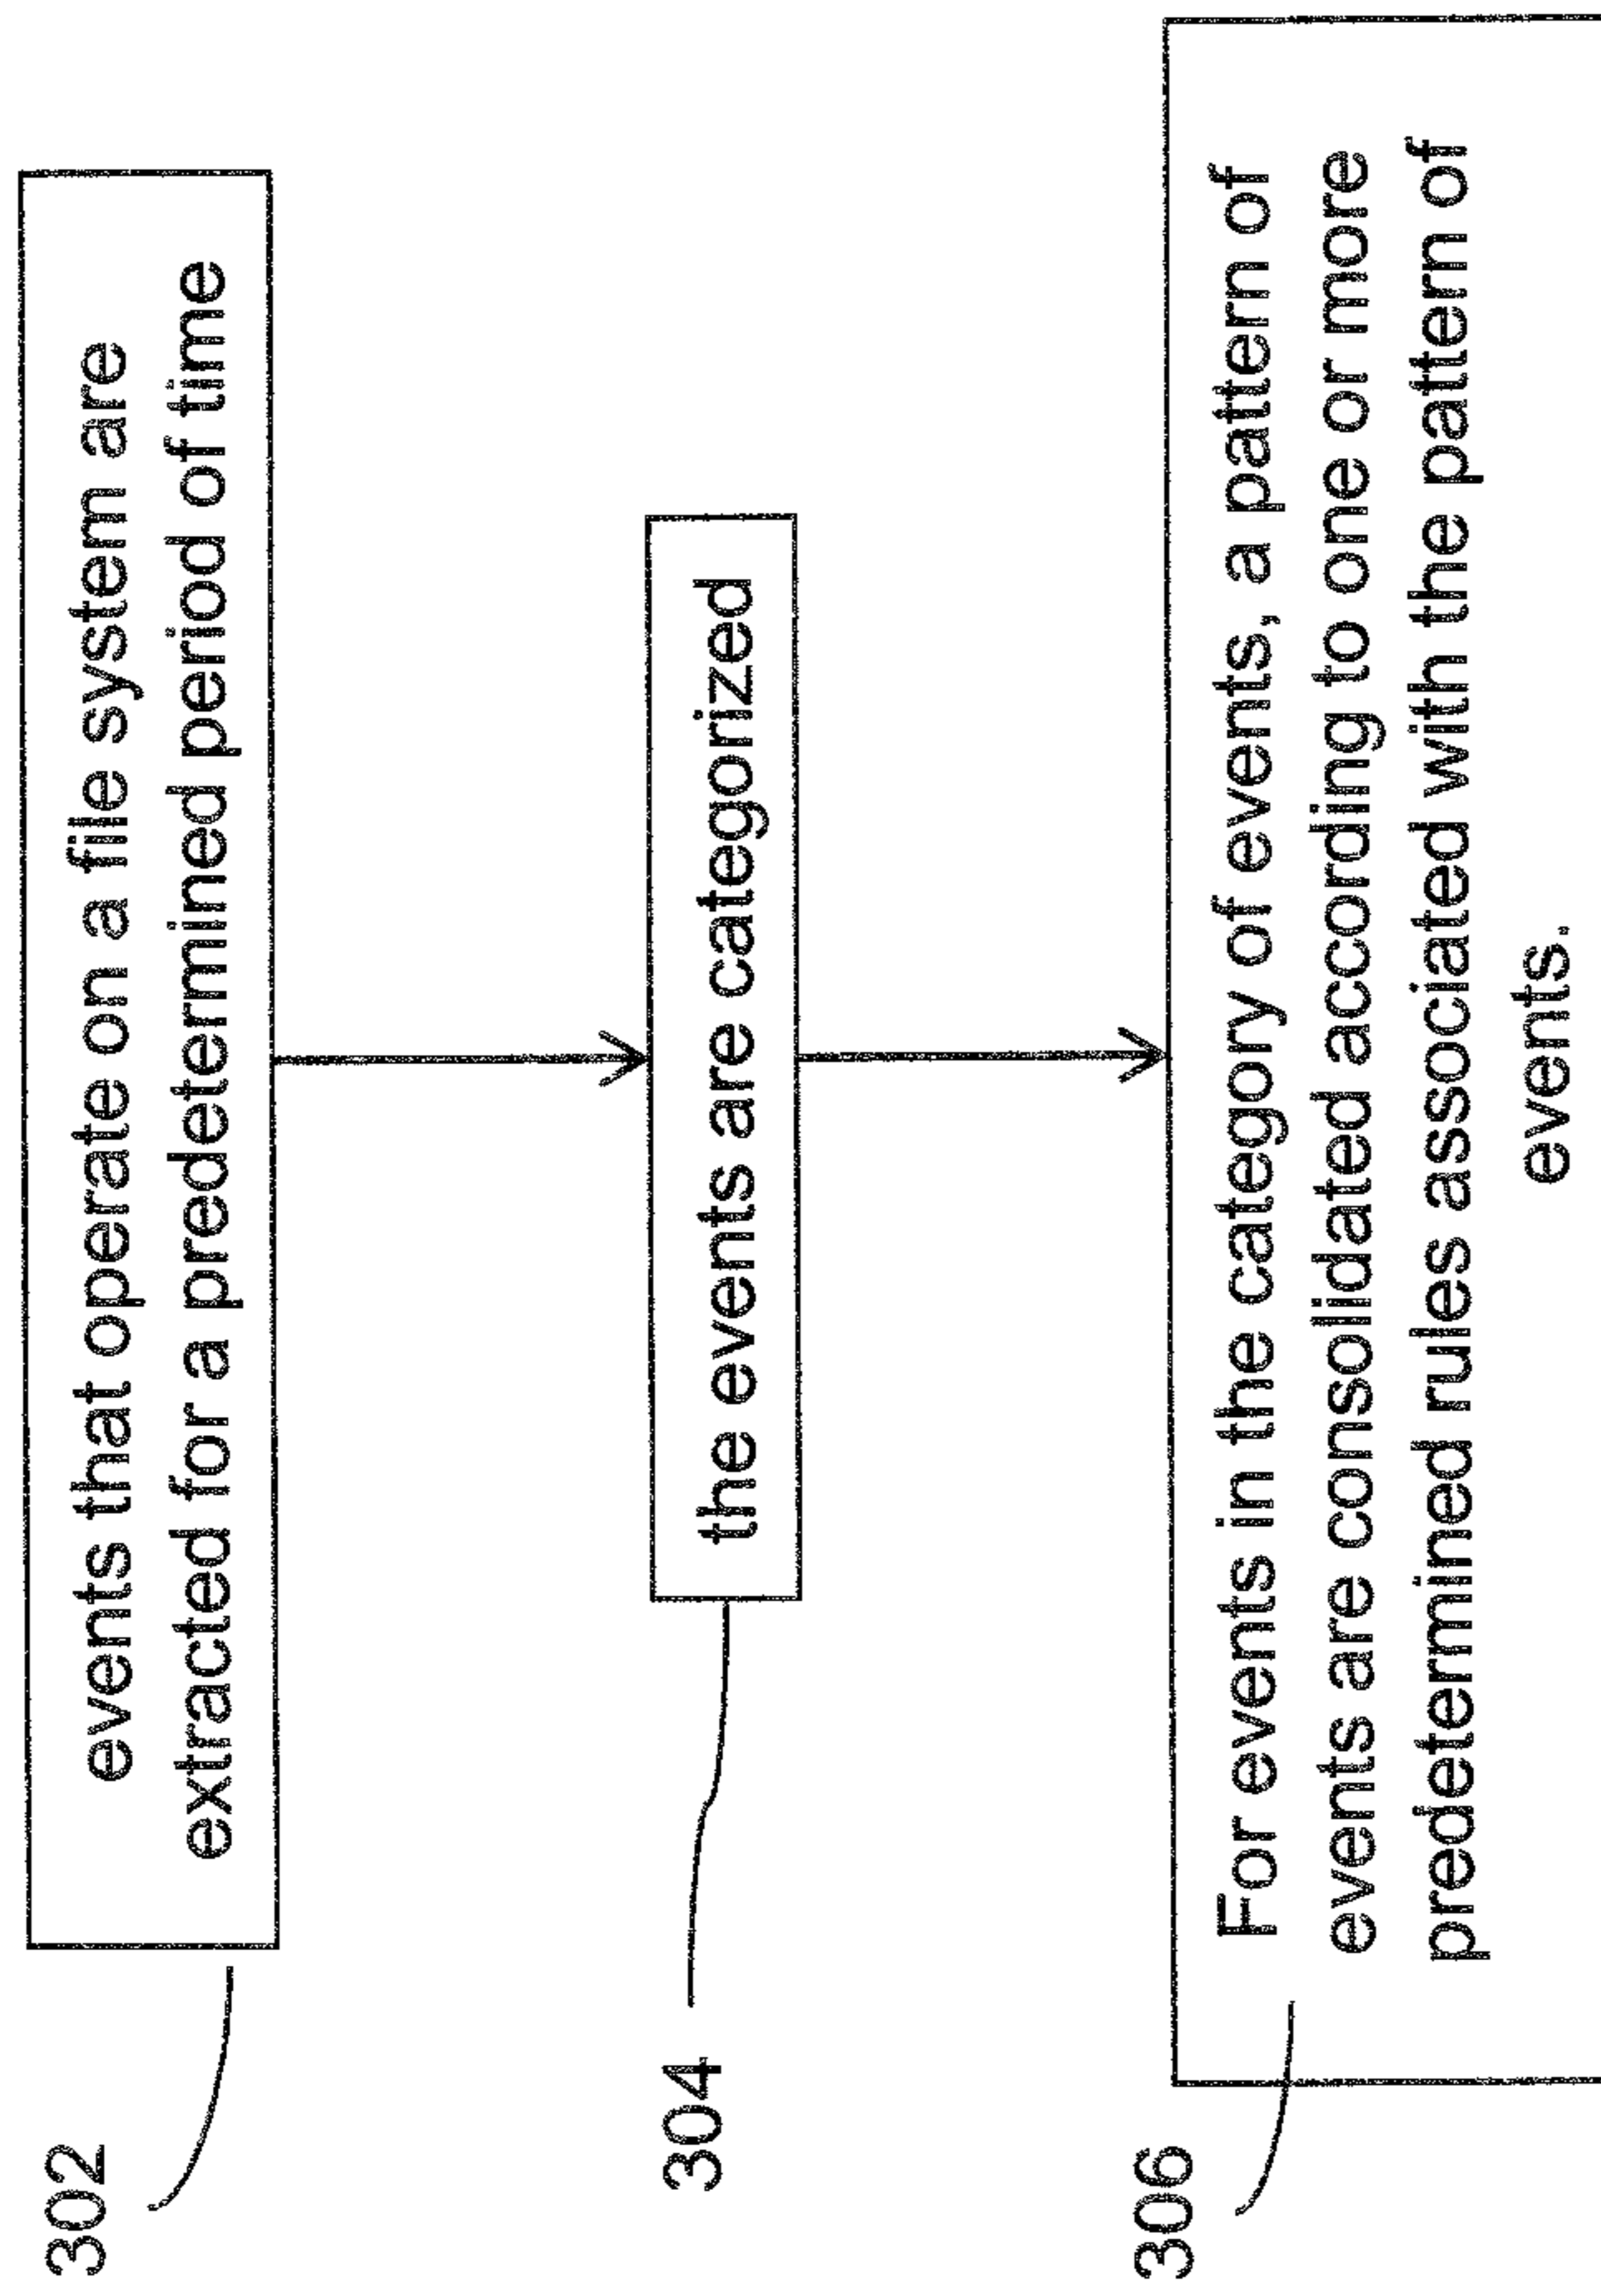 302
events that operate on a file system are
extracted for a predetermined period of time
304
the events are categorized
306
For events in the category of events, a pattern of
events are consolidated according to one or more
predetermined rules associated with the pattern of
events.